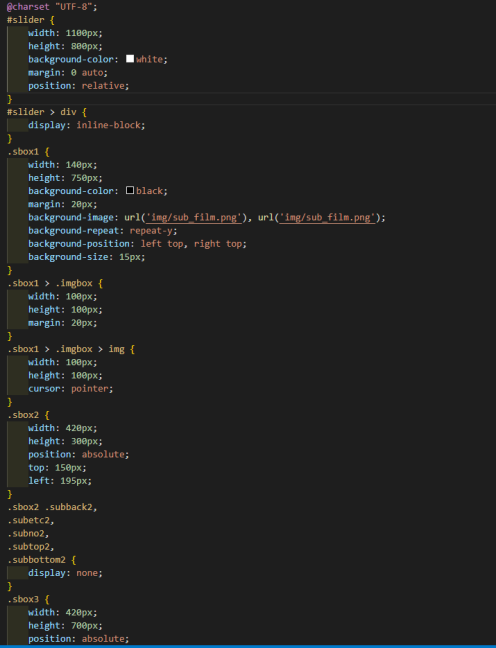 @charset "UTF-8";
#slider {
    width: 1100px;
    height: 800px;
    background-color: white;
    margin: 0 auto;
    position: relative;
}
#slider > div {
    display: inline-block;
}
.sbox1 {
    width: 140px;
    height: 750px;
    background-color: black;
    margin: 20px;
    background-image: url('img/sub_film.png'), url('img/sub_film.png');
    background-repeat: repeat-y;
    background-position: left top, right top;
    background-size: 15px;
}
.sbox1 > .imgbox {
    width: 100px;
    height: 100px;
    margin: 20px;
}
.sbox1 > .imgbox > img {
    width: 100px;
    height: 100px;
    cursor: pointer;
}
.sbox2 {
    width: 420px;
    height: 300px;
    position: absolute;
    top: 150px;
    left: 195px;
}
.sbox2 .subback2,
.subetc2,
.subno2,
.subtop2,
.subbottom2 {
    display: none;
}
.sbox3 {
    width: 420px;
    height: 700px;
    position: absolute;